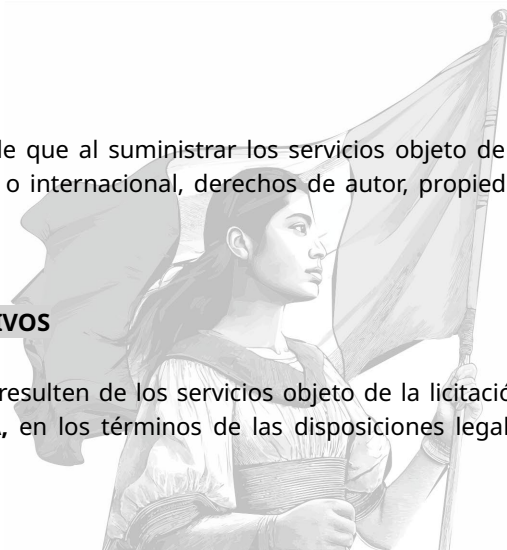 de que al suministrar los servicios objeto de
o internacional, derechos de autor, propied
IVOS
resulten de los servicios objeto de la licitació
, en los términos de las disposiciones legal